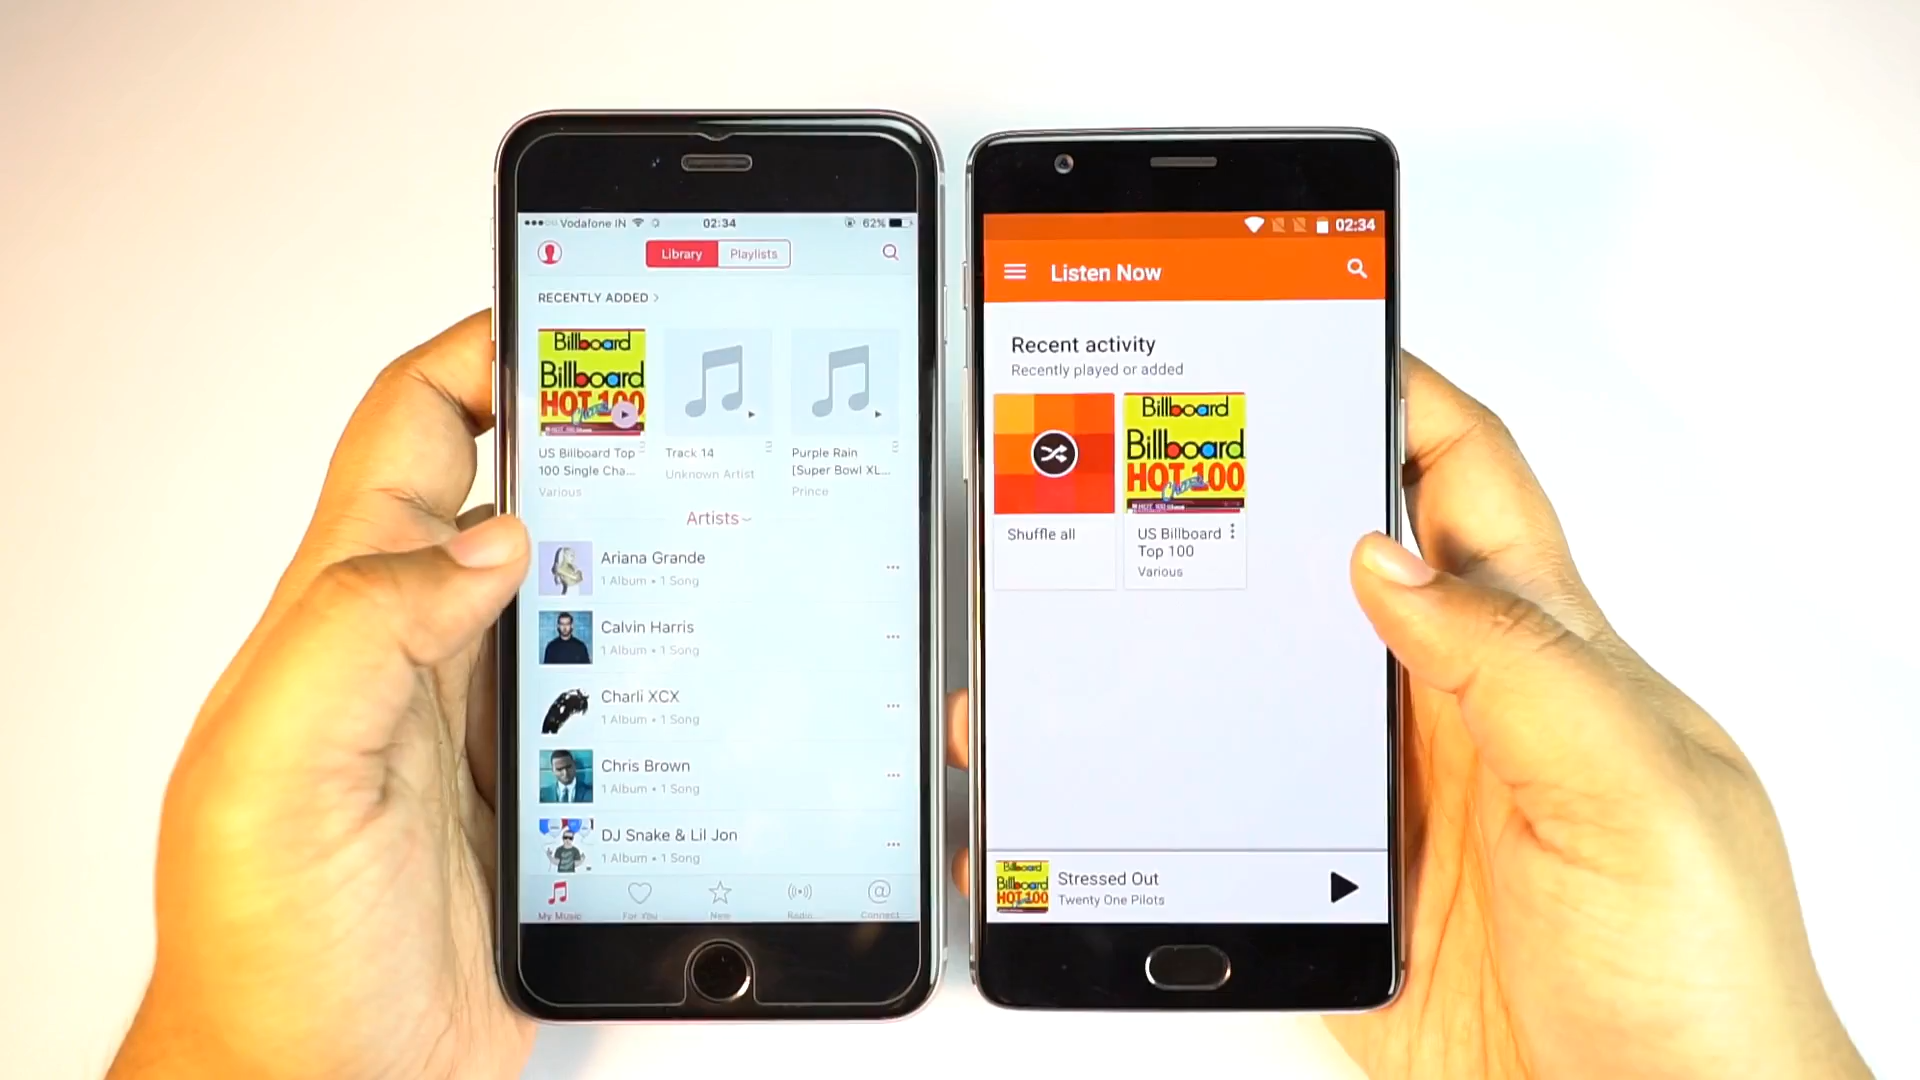 Vodafone IN
02:34
62%
Library
Playlists
RECENTLY ADDED >
Billboard
Billboard
HOT 100
US Billboard Top
100 Single Cha...
Various
Track 14
Unknown Artist
Purple Rain
[Super Bowl XL...
Prince
Artists
Ariana Grande
1 Album • 1 Song
Calvin Harris
1 Album • 1 Song
Charli XCX
1 Album • 1 Song
Chris Brown
1 Album • 1 Song
DJ Snake & Lil Jon
1 Album • 1 Song
My Music
For You
New
Radio
Connect
02:34
Listen Now
Recent activity
Recently played or added
Billboard
Billboard
HOT 100
Shuffle all
US Billboard
Top 100
Various
Billboard
Billboard
HOT 100
Stressed Out
Twenty One Pilots